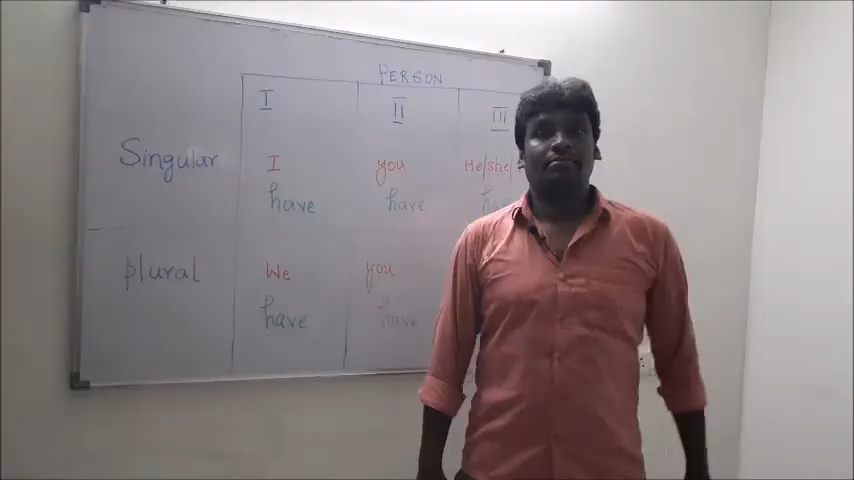 PERSON
I II III
Singular I you He/she/
have have
plural We you
have have